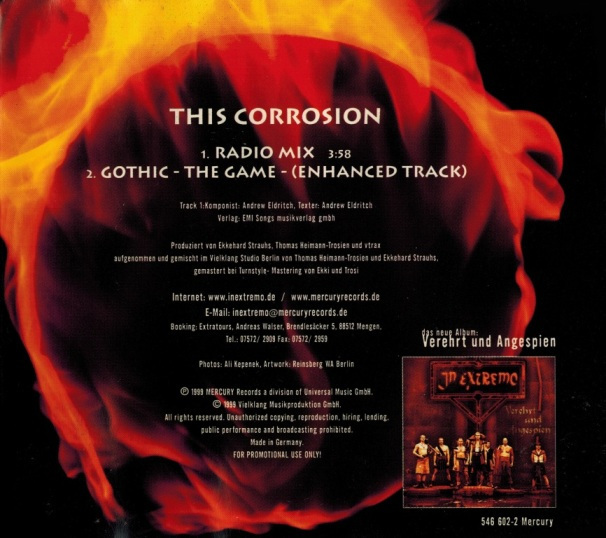 THIS CORROSION
1. RADIO MIX 3:58
2. GOTHIC - THE GAME - (ENHANCED TRACK)
Track 1:Komponist: Andrew Eldritch, Texter: Andrew Eldritch
Verlag: EMI Songs musikverlag gmbh
Produziert von Ekkehard Strauhs, Thomas Heimann-Trosien und vtrax
aufgenommen und gemischt im Vielklang Studio Berlin von Thomas Heimann-Trosien und Ekkehard Strauhs,
gemastert bei Turnstyle- Mastering von Ekki und Trosi
Internet: www.inextremo.de / www.mercuryrecords.de
E-Mail: inextremo@mercuryrecords.de
Booking: Extratours, Andreas Walser, Brendlesäcker 5, 88512 Mengen,
Tel.: 07572/ 2909 Fax: 07572/ 2959
Photos: Ali Kepenek, Artwork: Reinsberg WA Berlin
℗ 1999 MERCURY Records a division of Universal Music GmbH.
© 1999 Vielklang Musikproduktion GmbH.
All rights reserved. Unauthorized copying, reproduction, hiring, lending,
public performance and broadcasting prohibited.
Made in Germany.
FOR PROMOTIONAL USE ONLY!
das neue Album:
Verehrt und Angespien
IN EXTREMO
Verehrt
und
Angespien
546 602-2 Mercury